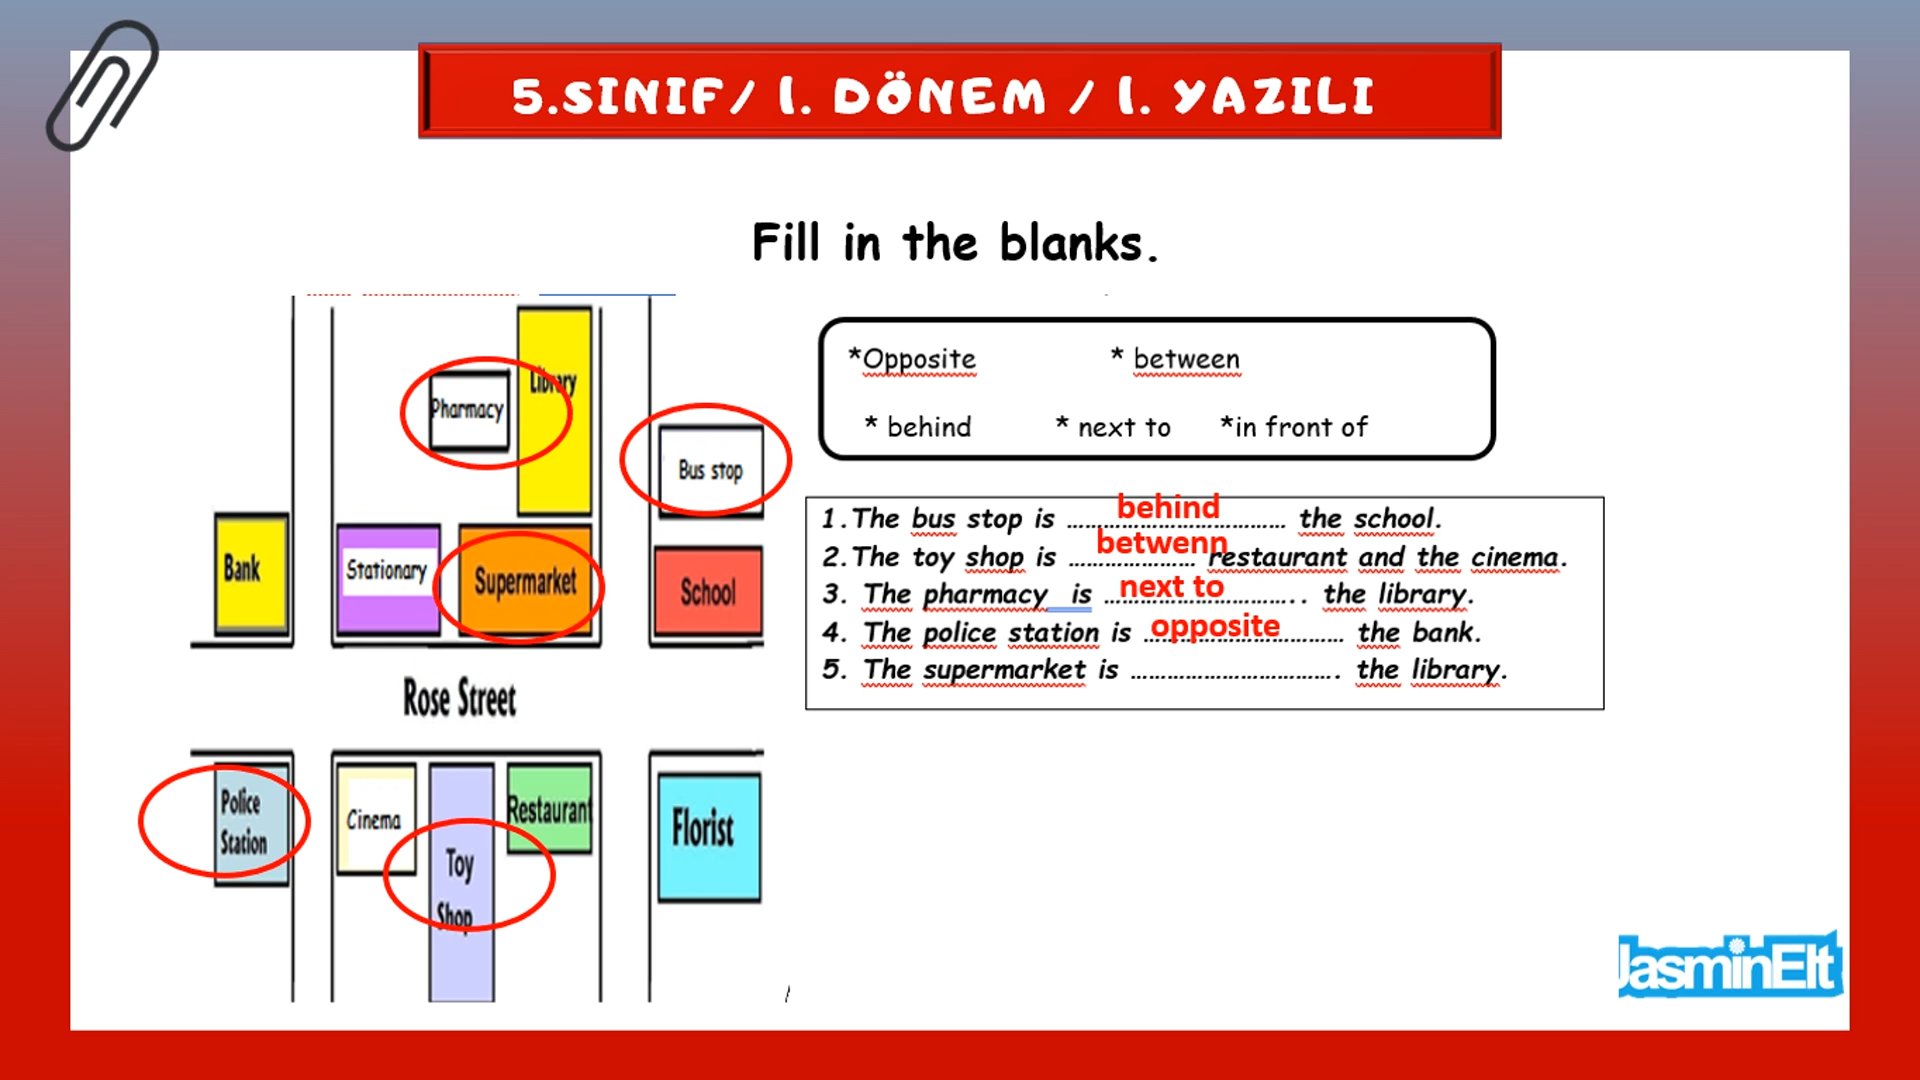 5.SINIF/ 1. DÖNEM / 1. YAZILI
Fill in the blanks.
Library
Pharmacy
Bus stop
Bank
Stationary
Supermarket
School
Rose Street
Police
Station
Cinema
Toy
Shop
Restaurant
Florist
*Opposite * between
* behind * next to *in front of
1.The bus stop is ……behind…… the school.
2.The toy shop is ……betwenn…… restaurant and the cinema.
3. The pharmacy is ……next to…….. the library.
4. The police station is ……opposite…… the bank.
5. The supermarket is ……………………………. the library.
JasminElt